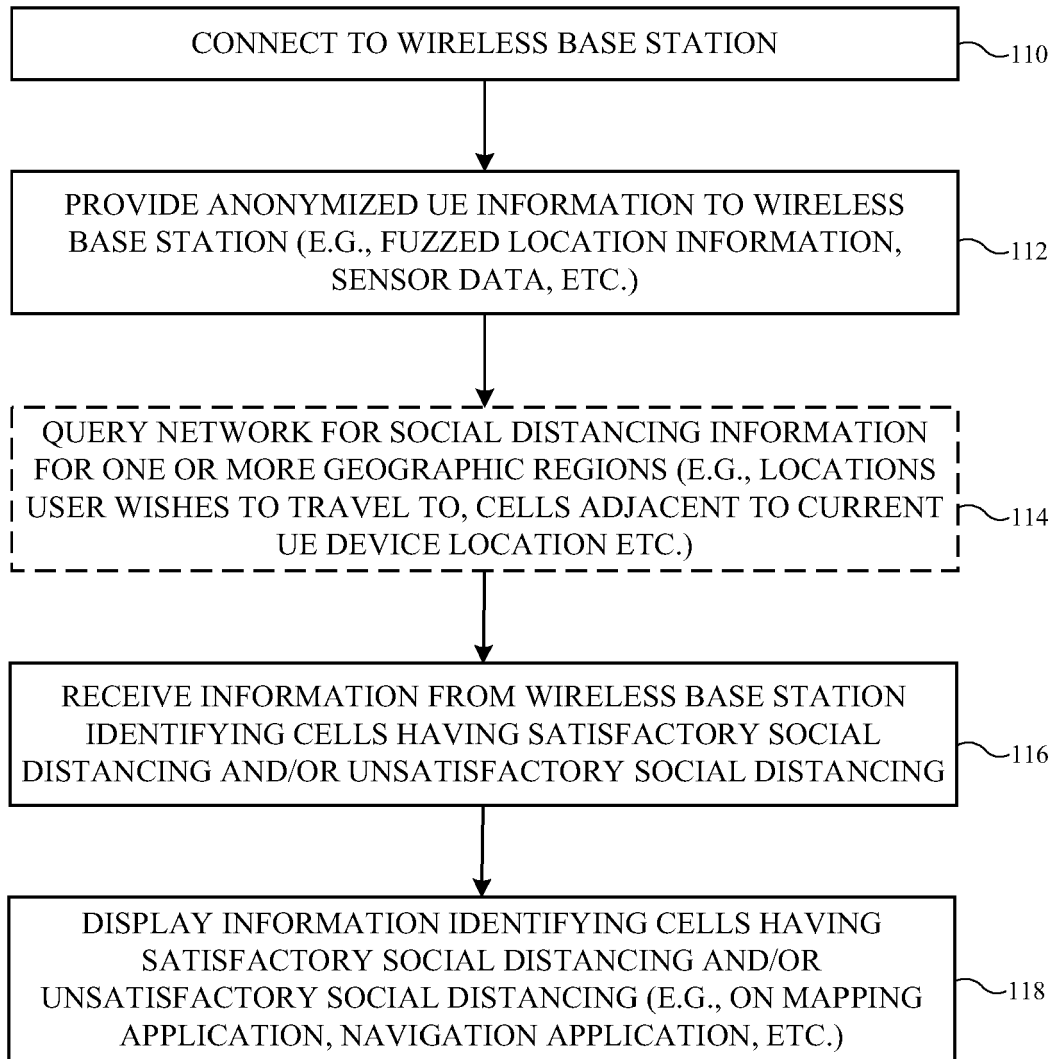 CONNECT TO WIRELESS BASE STATION
110
PROVIDE ANONYMIZED UE INFORMATION TO WIRELESS
BASE STATION (E.G., FUZZED LOCATION INFORMATION,
SENSOR DATA, ETC.)
112
QUERY NETWORK FOR SOCIAL DISTANCING INFORMATION
FOR ONE OR MORE GEOGRAPHIC REGIONS (E.G., LOCATIONS
USER WISHES TO TRAVEL TO, CELLS ADJACENT TO CURRENT
UE DEVICE LOCATION ETC.)
114
RECEIVE INFORMATION FROM WIRELESS BASE STATION
IDENTIFYING CELLS HAVING SATISFACTORY SOCIAL
DISTANCING AND/OR UNSATISFACTORY SOCIAL DISTANCING
116
DISPLAY INFORMATION IDENTIFYING CELLS HAVING
SATISFACTORY SOCIAL DISTANCING AND/OR
UNSATISFACTORY SOCIAL DISTANCING (E.G., ON MAPPING
APPLICATION, NAVIGATION APPLICATION, ETC.)
118